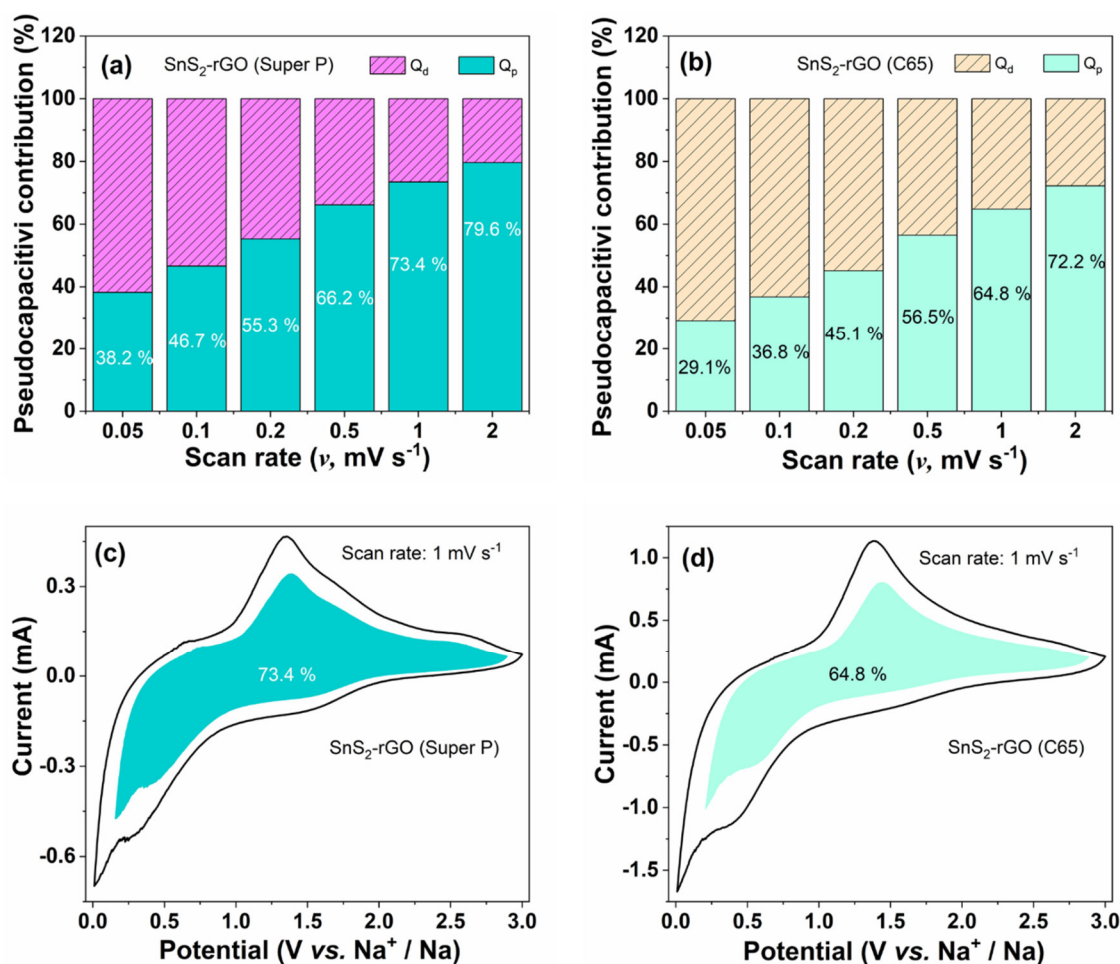 Pseudocapacitivi contribution (%)
120
100
80
60
40
20
0
(a) SnS₂-rGO (Super P) Q_d Q_p
38.2 %
46.7 %
55.3 %
66.2 %
73.4 %
79.6 %
0.05 0.1 0.2 0.5 1 2
Scan rate (v, mV s⁻¹)
Pseudocapacitivi contribution (%)
120
100
80
60
40
20
0
(b) SnS₂-rGO (C65) Q_d Q_p
29.1%
36.8 %
45.1 %
56.5%
64.8 %
72.2 %
0.05 0.1 0.2 0.5 1 2
Scan rate (v, mV s⁻¹)
Current (mA)
0.3
0.0
-0.3
-0.6
(c) Scan rate: 1 mV s⁻¹
73.4 %
SnS₂-rGO (Super P)
0.0 0.5 1.0 1.5 2.0 2.5 3.0
Potential (V vs. Na⁺ / Na)
Current (mA)
1.0
0.5
0.0
-0.5
-1.0
-1.5
(d) Scan rate: 1 mV s⁻¹
64.8 %
SnS₂-rGO (C65)
0.0 0.5 1.0 1.5 2.0 2.5 3.0
Potential (V vs. Na⁺ / Na)